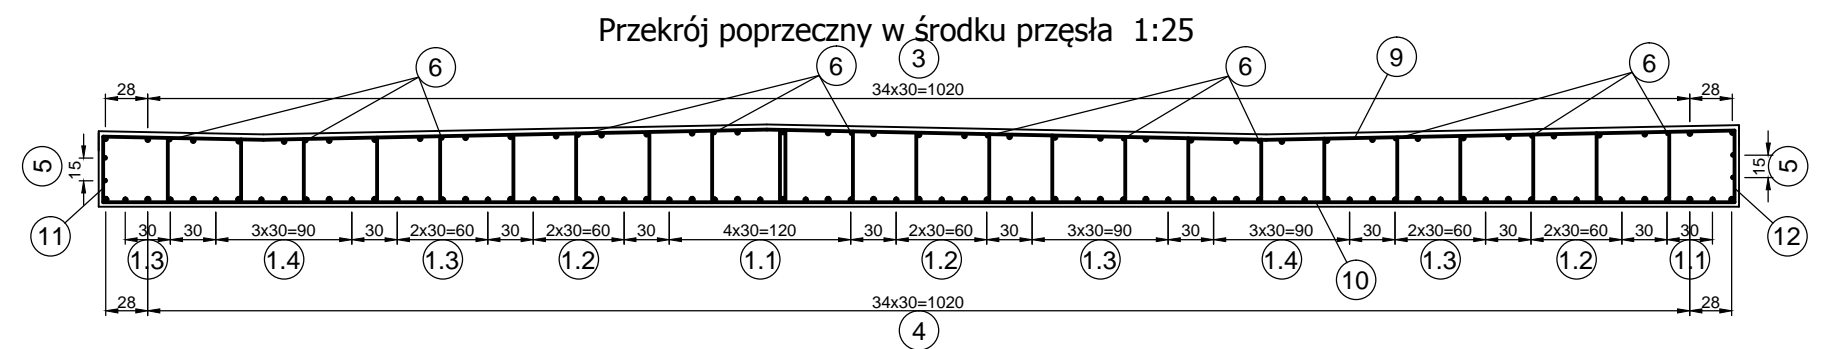 Przekrój poprzeczny w środku przęsła 1:25
3
6 6 6 9 6
28 34x30=1020 28
5 15 15 5
11 12
30 30 3x30=90 30 2x30=60 30 2x30=60 30 4x30=120 30 2x30=60 30 3x30=90 30 3x30=90 30 2x30=60 30 2x30=60 30 30
1.3 1.4 1.3 1.2 1.1 1.2 1.3 1.4 1.3 1.2 1.1
10
28 34x30=1020 28
4